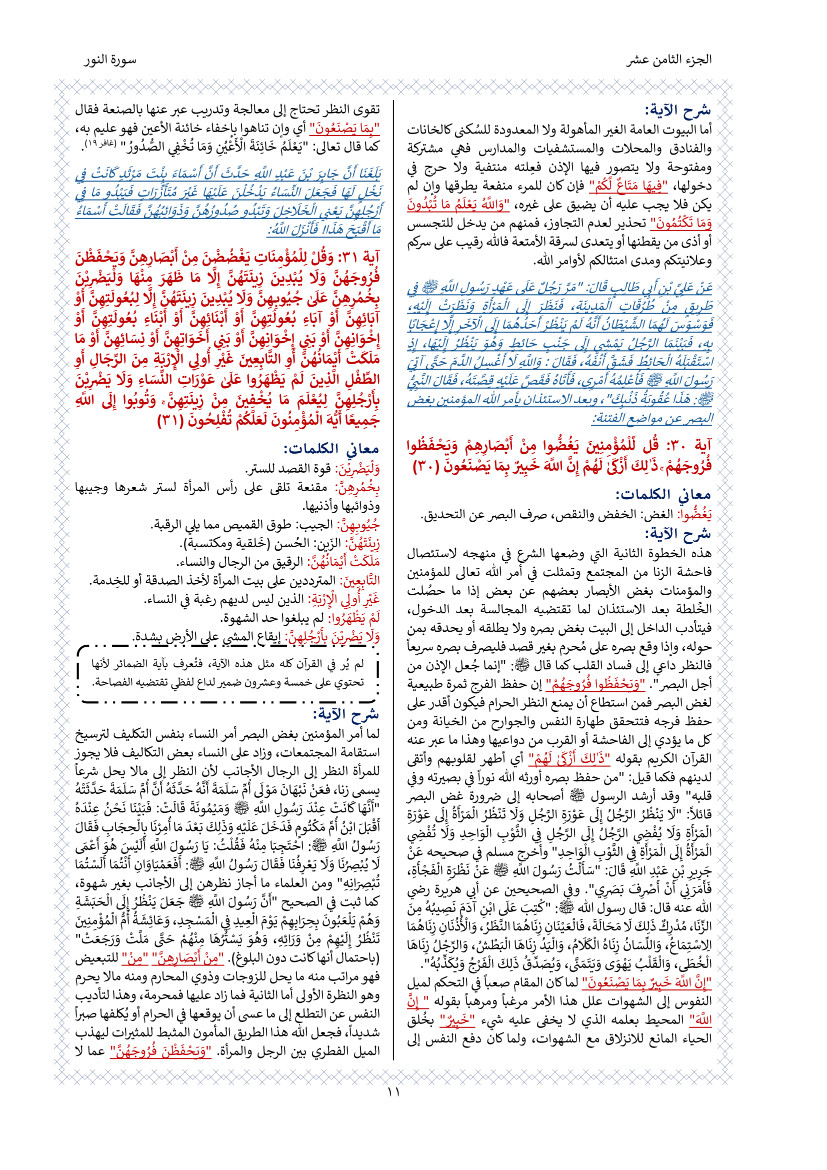 الجزء الثامن عشر
سورة النور
شرح الآية:
أما البيوت العامة الغير المأهولة ولا المعدودة للسُكنى كالخانات
والفنادق والمحلات والمستشفيات والمدارس فهي مشتركة
ومفتوحة ولا يتصور فيها الإذن فعلته منتفية ولا حرج في
دخولها، "فِيهَا مَتَاعٌ لَّكُمْ" فإن كان للمرء منفعة يطرقها وإن لم
يكن فلا يجب عليه أن يضيق على غيره، "وَاللَّهُ يَعْلَمُ مَا تُبْدُونَ
وَمَا تَكْتُمُونَ" تحذير لعدم التجاوز، فمنهم من يدخل للتجسس
أو أذى من يقطنها أو يتعدى لسرقة الأمتعة فالله رقيب على سركم
وعلانيتكم ومدى امتثالكم لأوامر الله.
عَنْ عَلِيِّ بْنِ أَبِي طَالِبٍ قَالَ: "مَرَّ رَجُلٌ عَلَى عَهْدِ رَسُولِ اللَّهِ ﷺ فِي
طَرِيقٍ مِنْ طُرُقَاتِ الْمَدِينَةِ، فَنَظَرَ إِلَى الْمَرْأَةِ وَنَظَرَتْ إِلَيْهِ،
فَوَسْوَسَ لَهُمَا الشَّيْطَانُ أَنَّهُ لَمْ يَنْظُرْ أَحَدُهُمَا إِلَى الْآخَرِ إِلَّا إِعْجَابًا
بِهِ، فَبَيْنَمَا الرَّجُلُ يَمْشِي إِلَى جَنْبِ حَائِطٍ وَهُوَ يَنْظُرُ إِلَيْهَا، إِذِ
اسْتَقْبَلَهُ الْحَائِطُ فَشَقَّ أَنْفَهُ، فَقَالَ: وَاللَّهِ لَا أَغْسِلُ الدَّمَ حَتَّى آتِيَ
رَسُولَ اللَّهِ ﷺ فَأُعْلِمُهُ أَمْرِي، فَأَتَاهُ فَقَصَّ عَلَيْهِ قِصَّتَهُ، فَقَالَ النَّبِيُّ
ﷺ: هَذَا عُقُوبَةُ ذَنْبِكَ"، وبعد الاستئذان يأمر الله المؤمنين بغض
البصر عن مواضع الفتنة:
آية ٣٠: قُل لِّلْمُؤْمِنِينَ يَغُضُّوا مِنْ أَبْصَارِهِمْ وَيَحْفَظُوا
فُرُوجَهُمْ ۚ ذَٰلِكَ أَزْكَىٰ لَهُمْ إِنَّ اللَّهَ خَبِيرٌ بِمَا يَصْنَعُونَ (٣٠)
معاني الكلمات:
يَغُضُّوا: الغض: الخفض والنقص، صرف البصر عن التحديق.
شرح الآية:
هذه الخطوة الثانية التي وضعها الشرع في منهجه لاستئصال
فاحشة الزنا من المجتمع وتمثلت في أمر الله تعالى للمؤمنين
والمؤمنات بغض الأبصار بعضهم عن بعض إذا ما حصُلت
الخُلطة بعد الاستئذان لما تقتضيه المجالسة بعد الدخول،
فيتأدب الداخل إلى البيت بغض بصره ولا يطلقه أو يحدقه بمن
حوله، وإذا وقع بصره على مُحرم بغير قصد فليصرف بصره سريعاً
فالنظر داعي إلى فساد القلب كما قال ﷺ: "إنما جُعل الإذن من
أجل البصر". "وَيَحْفَظُوا فُرُوجَهُمْ" إن حفظ الفرج ثمرة طبيعية
لغض البصر فمن استطاع أن يمنع النظر الحرام فيكون أقدر على
حفظ فرجه فتتحقق طهارة النفس والجوارح من الخيانة ومن
كل ما يؤدي إلى الفاحشة أو القرب من دواعيها وهذا ما عبر عنه
القرآن الكريم بقوله "ذَٰلِكَ أَزْكَىٰ لَهُمْ" أي أطهر لقلوبهم وأتقى
لدينهم فكما قيل: "من حفظ بصره أورثه الله نوراً في بصيرته وفي
قلبه" وقد أرشد الرسول ﷺ أصحابه إلى ضرورة غض البصر
قائلاً: "لَا يَنْظُرُ الرَّجُلُ إِلَى عَوْرَةِ الرَّجُلِ وَلَا تَنْظُرُ الْمَرْأَةُ إِلَى عَوْرَةِ
الْمَرْأَةِ وَلَا يُفْضِي الرَّجُلُ إِلَى الرَّجُلِ فِي الثَّوْبِ الْوَاحِدِ وَلَا تُفْضِي
الْمَرْأَةُ إِلَى الْمَرْأَةِ فِي الثَّوْبِ الْوَاحِدِ" وأخرج مسلم في صحيحه عَنْ
جَرِيرِ بْنِ عَبْدِ اللَّهِ قَالَ: "سَأَلْتُ رَسُولَ اللَّهِ ﷺ عَنْ نَظْرَةِ الْفَجْأَةِ،
فَأَمَرَنِي أَنْ أَصْرِفَ بَصَرِي". وفي الصحيحين عن أبي هريرة رضي
الله عنه قال: قال رسول الله ﷺ: "كُتِبَ عَلَى ابْنِ آدَمَ نَصِيبُهُ مِنَ
الزِّنَا، مُدْرِكٌ ذَلِكَ لَا مَحَالَةَ، فَالْعَيْنَانِ زِنَاهُمَا النَّظَرُ، وَالْأُذُنَانِ زِنَاهُمَا
الِاسْتِمَاعُ، وَاللِّسَانُ زِنَاهُ الْكَلَامُ، وَالْيَدُ زِنَاهَا الْبَطْشُ، وَالرِّجْلُ زِنَاهَا
الْخُطَى، وَالْقَلْبُ يَهْوَى وَيَتَمَنَّى، وَيُصَدِّقُ ذَلِكَ الْفَرْجُ وَيُكَذِّبُهُ".
"إِنَّ اللَّهَ خَبِيرٌ بِمَا يَصْنَعُونَ" لما كان المقام صعباً في التحكم لميل
النفوس إلى الشهوات علل هذا الأمر مرغباً ومرهباً بقوله " إِنَّ
اللَّهَ" المحيط بعلمه الذي لا يخفى عليه شيء "خَبِيرٌ" بخُلق
الحياء المانع للانزلاق مع الشهوات، ولما كان دفع النفس إلى
تقوى النظر تحتاج إلى معالجة وتدريب عبر عنها بالصنعة فقال
"بِمَا يَصْنَعُونَ" أي وإن تناهوا بإخفاء خائنة الأعين فهو عليم به،
كما قال تعالى: "يَعْلَمُ خَائِنَةَ الْأَعْيُنِ وَمَا تُخْفِي الصُّدُورُ" (غافر ١٩).
بَلَغَنَا أَنَّ جَابِرَ بْنَ عَبْدِ اللَّهِ حَدَّثَ أَنَّ أَسْمَاءَ بِنْتَ مَرْثَدٍ كَانَتْ فِي
نَخْلٍ لَهَا فَجَعَلَ النِّسَاءُ يَدْخُلْنَ عَلَيْهَا غَيْرَ مُتَأَزِّرَاتٍ فَيَبْدُو مَا فِي
أَرْجُلِهِنَّ يَعْنِي الْخَلَاخِلَ وَتَبْدُو صُدُورُهُنَّ وَذَوَائِبُهُنَّ فَقَالَتْ أَسْمَاءُ
مَا أَقْبَحَ هَذَا! فَأَنْزَلَ اللَّهُ:
آية ٣١: وَقُل لِّلْمُؤْمِنَاتِ يَغْضُضْنَ مِنْ أَبْصَارِهِنَّ وَيَحْفَظْنَ
فُرُوجَهُنَّ وَلَا يُبْدِينَ زِينَتَهُنَّ إِلَّا مَا ظَهَرَ مِنْهَا وَلْيَضْرِبْنَ
بِخُمُرِهِنَّ عَلَىٰ جُيُوبِهِنَّ وَلَا يُبْدِينَ زِينَتَهُنَّ إِلَّا لِبُعُولَتِهِنَّ أَوْ
آبَائِهِنَّ أَوْ آبَاءِ بُعُولَتِهِنَّ أَوْ أَبْنَائِهِنَّ أَوْ أَبْنَاءِ بُعُولَتِهِنَّ أَوْ
إِخْوَانِهِنَّ أَوْ بَنِي إِخْوَانِهِنَّ أَوْ بَنِي أَخَوَاتِهِنَّ أَوْ نِسَائِهِنَّ أَوْ مَا
مَلَكَتْ أَيْمَانُهُنَّ أَوِ التَّابِعِينَ غَيْرِ أُولِي الْإِرْبَةِ مِنَ الرِّجَالِ أَوِ
الطِّفْلِ الَّذِينَ لَمْ يَظْهَرُوا عَلَىٰ عَوْرَاتِ النِّسَاءِ وَلَا يَضْرِبْنَ
بِأَرْجُلِهِنَّ لِيُعْلَمَ مَا يُخْفِينَ مِنْ زِينَتِهِنَّ ۚ وَتُوبُوا إِلَى اللَّهِ
جَمِيعًا أَيُّهَ الْمُؤْمِنُونَ لَعَلَّكُمْ تُفْلِحُونَ (٣١)
معاني الكلمات:
وَلْيَضْرِبْنَ: قوة القصد للستر.
بِخُمُرِهِنَّ: مقنعة تلقى على رأس المرأة لستر شعرها وجيبها
وذوائبها وأذنيها.
جُيُوبِهِنَّ: الجيب: طوق القميص مما يلي الرقبة.
زِينَتَهُنَّ: الزَين: الحُسن (خَلقية ومكتسبة).
مَلَكَتْ أَيْمَانُهُنَّ: الرقيق من الرجال والنساء.
التَّابِعِينَ: المترددين على بيت المرأة لأخذ الصدقة أو للخِدمة.
غَيْرِ أُولِي الْإِرْبَةِ: الذين ليس لديهم رغبة في النساء.
لَمْ يَظْهَرُوا: لم يبلغوا حد الشهوة.
وَلَا يَضْرِبْنَ بِأَرْجُلِهِنَّ: إيقاع المشي على الأرض بشدة.
لم يُر في القرآن كله مثل هذه الآية، فتُعرف بآية الضمائر لأنها
تحتوي على خمسة وعشرون ضمير لداع لفظي تقتضيه الفصاحة.
شرح الآية:
لما أمر المؤمنين بغض البصر أمر النساء بنفس التكليف لترسيخ
استقامة المجتمعات، وزاد على النساء بعض التكاليف فلا يجوز
للمرأة النظر إلى الرجال الأجانب لأن النظر إلى مالا يحل شرعاً
يسمى زنا، فعَنْ نَبْهَانَ مَوْلَى أُمِّ سَلَمَةَ أَنَّهُ حَدَّثَهُ أَنَّ أُمَّ سَلَمَةَ حَدَّثَتْهُ
"أَنَّهَا كَانَتْ عِنْدَ رَسُولِ اللَّهِ ﷺ وَمَيْمُونَةَ قَالَتْ: فَبَيْنَا نَحْنُ عِنْدَهُ
أَقْبَلَ ابْنُ أُمِّ مَكْتُومٍ فَدَخَلَ عَلَيْهِ وَذَلِكَ بَعْدَ مَا أُمِرْنَا بِالْحِجَابِ فَقَالَ
رَسُولُ اللَّهِ ﷺ: احْتَجِبَا مِنْهُ فَقُلْتُ: يَا رَسُولَ اللَّهِ أَلَيْسَ هُوَ أَعْمَى
لَا يُبْصِرُنَا وَلَا يَعْرِفُنَا فَقَالَ رَسُولُ اللَّهِ ﷺ: أَفَعَمْيَاوَانِ أَنْتُمَا أَلَسْتُمَا
تُبْصِرَانِهِ" ومن العلماء ما أجاز نظرهن إلى الأجانب بغير شهوة،
كما ثبت في الصحيح "أَنَّ رَسُولَ اللَّهِ ﷺ جَعَلَ يَنْظُرُ إِلَى الْحَبَشَةِ
وَهُمْ يَلْعَبُونَ بِحِرَابِهِمْ يَوْمَ الْعِيدِ فِي الْمَسْجِدِ، وَعَائِشَةُ أُمُّ الْمُؤْمِنِينَ
تَنْظُرُ إِلَيْهِمْ مِنْ وَرَائِهِ، وَهُوَ يَسْتُرُهَا مِنْهُمْ حَتَّى مَلَّتْ وَرَجَعَتْ"
(باحتمال أنها كانت دون البلوغ). "مِنْ أَبْصَارِهِنَّ" "مِنْ" للتبعيض
فهو مراتب منه ما يحل للزوجات وذوي المحارم ومنه مالا يحرم
وهو النظرة الأولى أما الثانية فما زاد عليها فمحرمة، وهذا لتأديب
النفس عن التطلع إلى ما عسى أن يوقعها في الحرام أو يُكلفها صبراً
شديداً، فجعل الله هذا الطريق المأمون المثبط للمثيرات ليهذب
الميل الفطري بين الرجل والمرأة. "وَيَحْفَظْنَ فُرُوجَهُنَّ" عما لا
١١